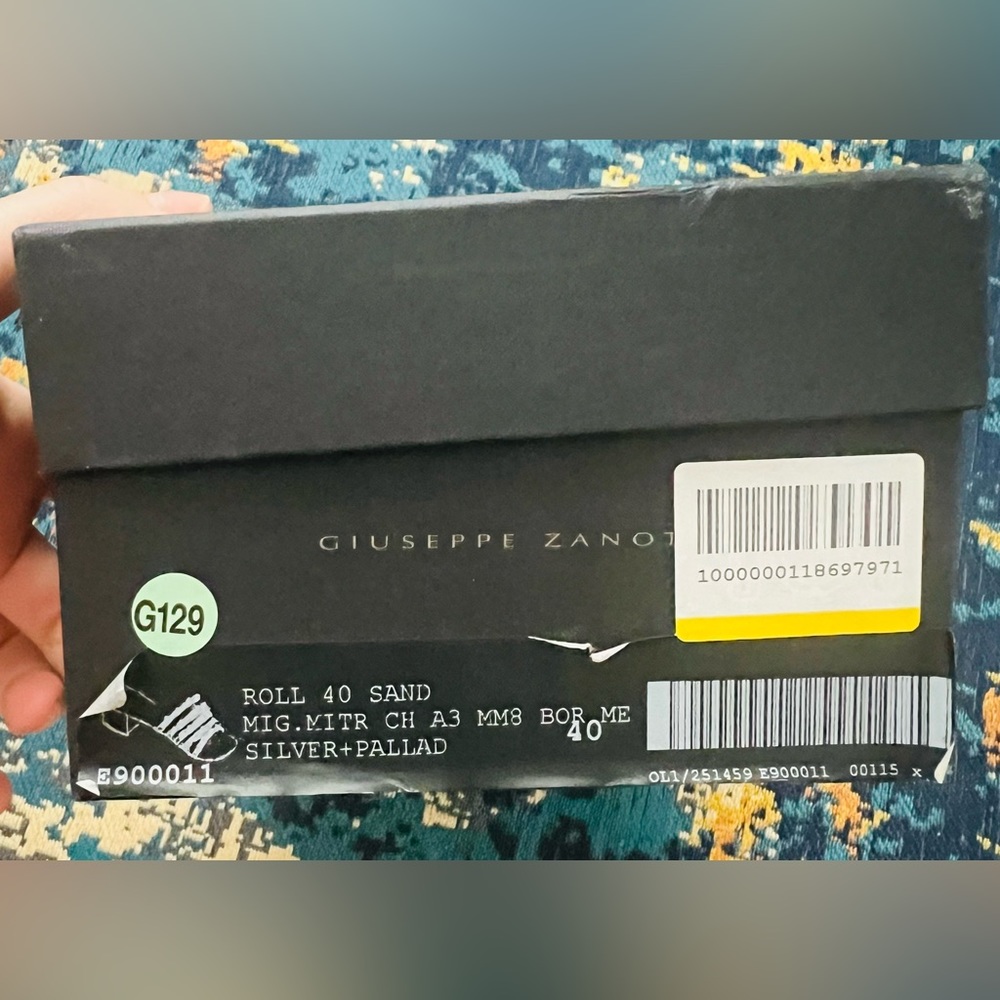 GIUSEPPE ZANOT
1000000118697971
G129
ROLL 40 SAND
MIG.MITR CH A3 MM8 BOR ME
40
SILVER+PALLAD
E900011
OL1/251459 E900011 00115 x